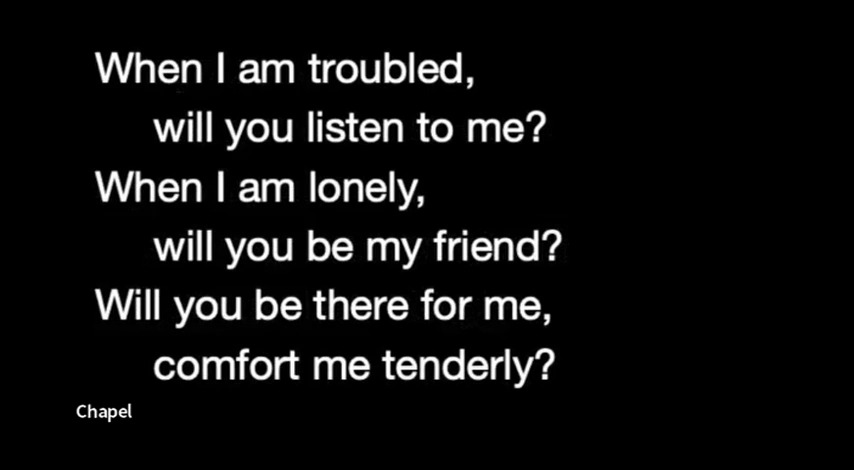 When I am troubled,
will you listen to me?
When I am lonely,
will you be my friend?
Will you be there for me,
comfort me tenderly?
Chapel